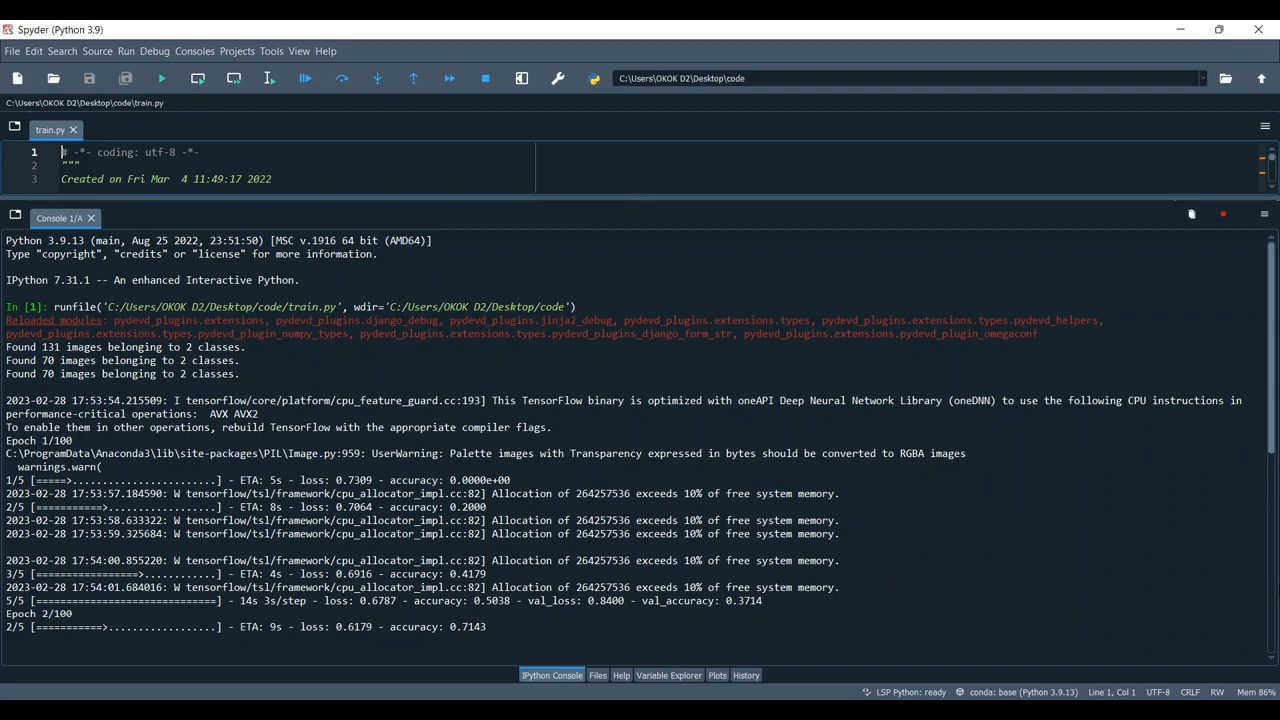 Spyder (Python 3.9)
File Edit Search Source Run Debug Consoles Projects Tools View Help
C:\Users\OKOK D2\Desktop\code
C:\Users\OKOK D2\Desktop\code\train.py
train.py
1 # -*- coding: utf-8 -*-
2 """
3 Created on Fri Mar  4 11:49:17 2022
Console 1/A
Python 3.9.13 (main, Aug 25 2022, 23:51:50) [MSC v.1916 64 bit (AMD64)]
Type "copyright", "credits" or "license" for more information.
IPython 7.31.1 -- An enhanced Interactive Python.
In [1]: runfile('C:/Users/OKOK D2/Desktop/code/train.py', wdir='C:/Users/OKOK D2/Desktop/code')
Reloaded modules: pydevd_plugins.extensions, pydevd_plugins.django_debug, pydevd_plugins.jinja2_debug, pydevd_plugins.extensions.types, pydevd_plugins.extensions.types.pydevd_helpers,
pydevd_plugins.extensions.types.pydevd_plugin_numpy_types, pydevd_plugins.extensions.types.pydevd_plugins_django_form_str, pydevd_plugins.extensions.pydevd_plugin_omegaconf
Found 131 images belonging to 2 classes.
Found 70 images belonging to 2 classes.
Found 70 images belonging to 2 classes.
2023-02-28 17:53:54.215509: I tensorflow/core/platform/cpu_feature_guard.cc:193] This TensorFlow binary is optimized with oneAPI Deep Neural Network Library (oneDNN) to use the following CPU instructions in
performance-critical operations:  AVX AVX2
To enable them in other operations, rebuild TensorFlow with the appropriate compiler flags.
Epoch 1/100
C:\ProgramData\Anaconda3\lib\site-packages\PIL\Image.py:959: UserWarning: Palette images with Transparency expressed in bytes should be converted to RGBA images
  warnings.warn(
1/5 [=====>........................] - ETA: 5s - loss: 0.7309 - accuracy: 0.0000e+00
2023-02-28 17:53:57.184590: W tensorflow/tsl/framework/cpu_allocator_impl.cc:82] Allocation of 264257536 exceeds 10% of free system memory.
2/5 [===========>..................] - ETA: 8s - loss: 0.7064 - accuracy: 0.2000
2023-02-28 17:53:58.633322: W tensorflow/tsl/framework/cpu_allocator_impl.cc:82] Allocation of 264257536 exceeds 10% of free system memory.
2023-02-28 17:53:59.325684: W tensorflow/tsl/framework/cpu_allocator_impl.cc:82] Allocation of 264257536 exceeds 10% of free system memory.
2023-02-28 17:54:00.855220: W tensorflow/tsl/framework/cpu_allocator_impl.cc:82] Allocation of 264257536 exceeds 10% of free system memory.
3/5 [=================>............] - ETA: 4s - loss: 0.6916 - accuracy: 0.4179
2023-02-28 17:54:01.684016: W tensorflow/tsl/framework/cpu_allocator_impl.cc:82] Allocation of 264257536 exceeds 10% of free system memory.
5/5 [==============================] - 14s 3s/step - loss: 0.6787 - accuracy: 0.5038 - val_loss: 0.8400 - val_accuracy: 0.3714
Epoch 2/100
2/5 [===========>..................] - ETA: 9s - loss: 0.6179 - accuracy: 0.7143
IPython Console Files Help Variable Explorer Plots History
LSP Python: ready conda: base (Python 3.9.13) Line 1, Col 1 UTF-8 CRLF RW Mem 86%